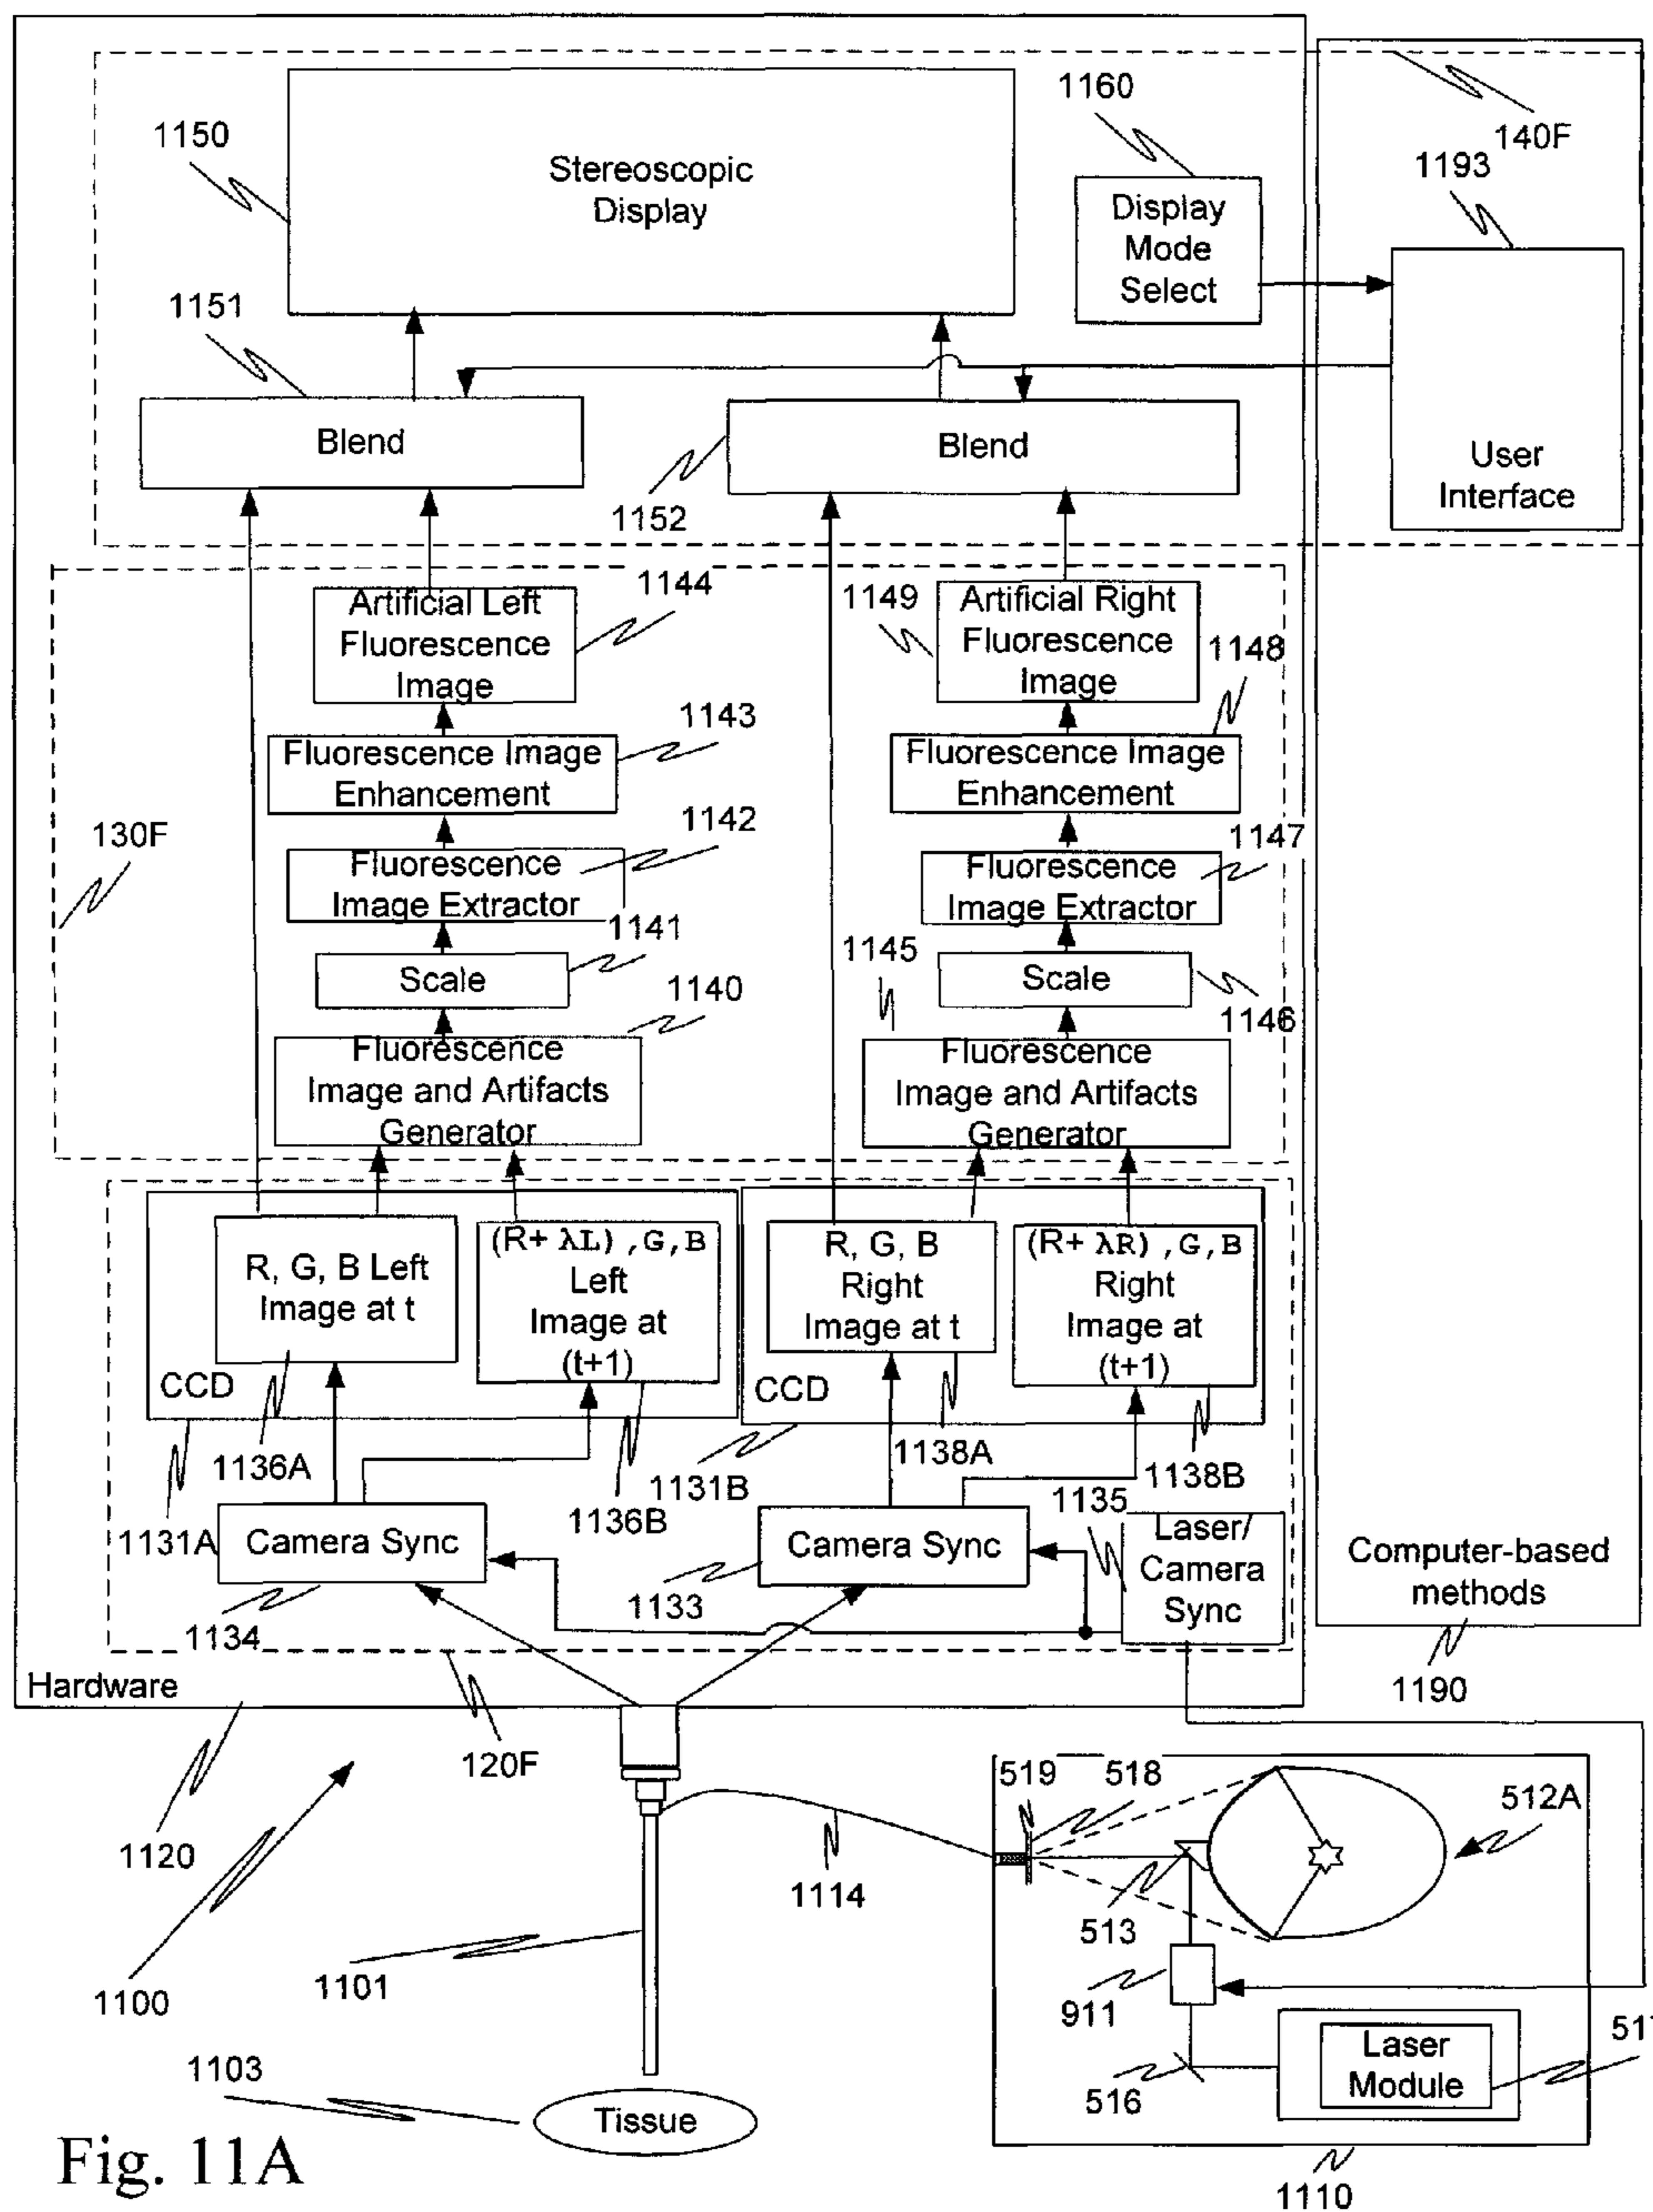 1160
140F
1150
Stereoscopic
Display
Display
Mode
Select
1193
1151
Blend
Blend
1152
User
Interface
1144
Artificial Left
Fluorescence
Image
1149
Artificial Right
Fluorescence
Image
1148
1143
Fluorescence Image
Enhancement
Fluorescence Image
Enhancement
130F
1142
Fluorescence
Image Extractor
1147
Fluorescence
Image Extractor
1141
Scale
1145
Scale
1140
1146
Fluorescence
Image and Artifacts
Generator
Fluorescence
Image and Artifacts
Generator
R, G, B Left
Image at t
(R+ λL) ,G,B
Left
Image at
(t+1)
R, G, B
Right
Image at t
(R+ λR) ,G,B
Right
Image at
(t+1)
CCD
CCD
1136A
1138A
1138B
1131B
1135
1131A
Camera Sync
1136B
Camera Sync
Laser/
Camera
Sync
Computer-based
methods
1134
1133
Hardware
1190
120F
519
518
512A
1120
1114
513
1101
1100
911
517
Laser
Module
516
1103
Tissue
Fig. 11A
1110